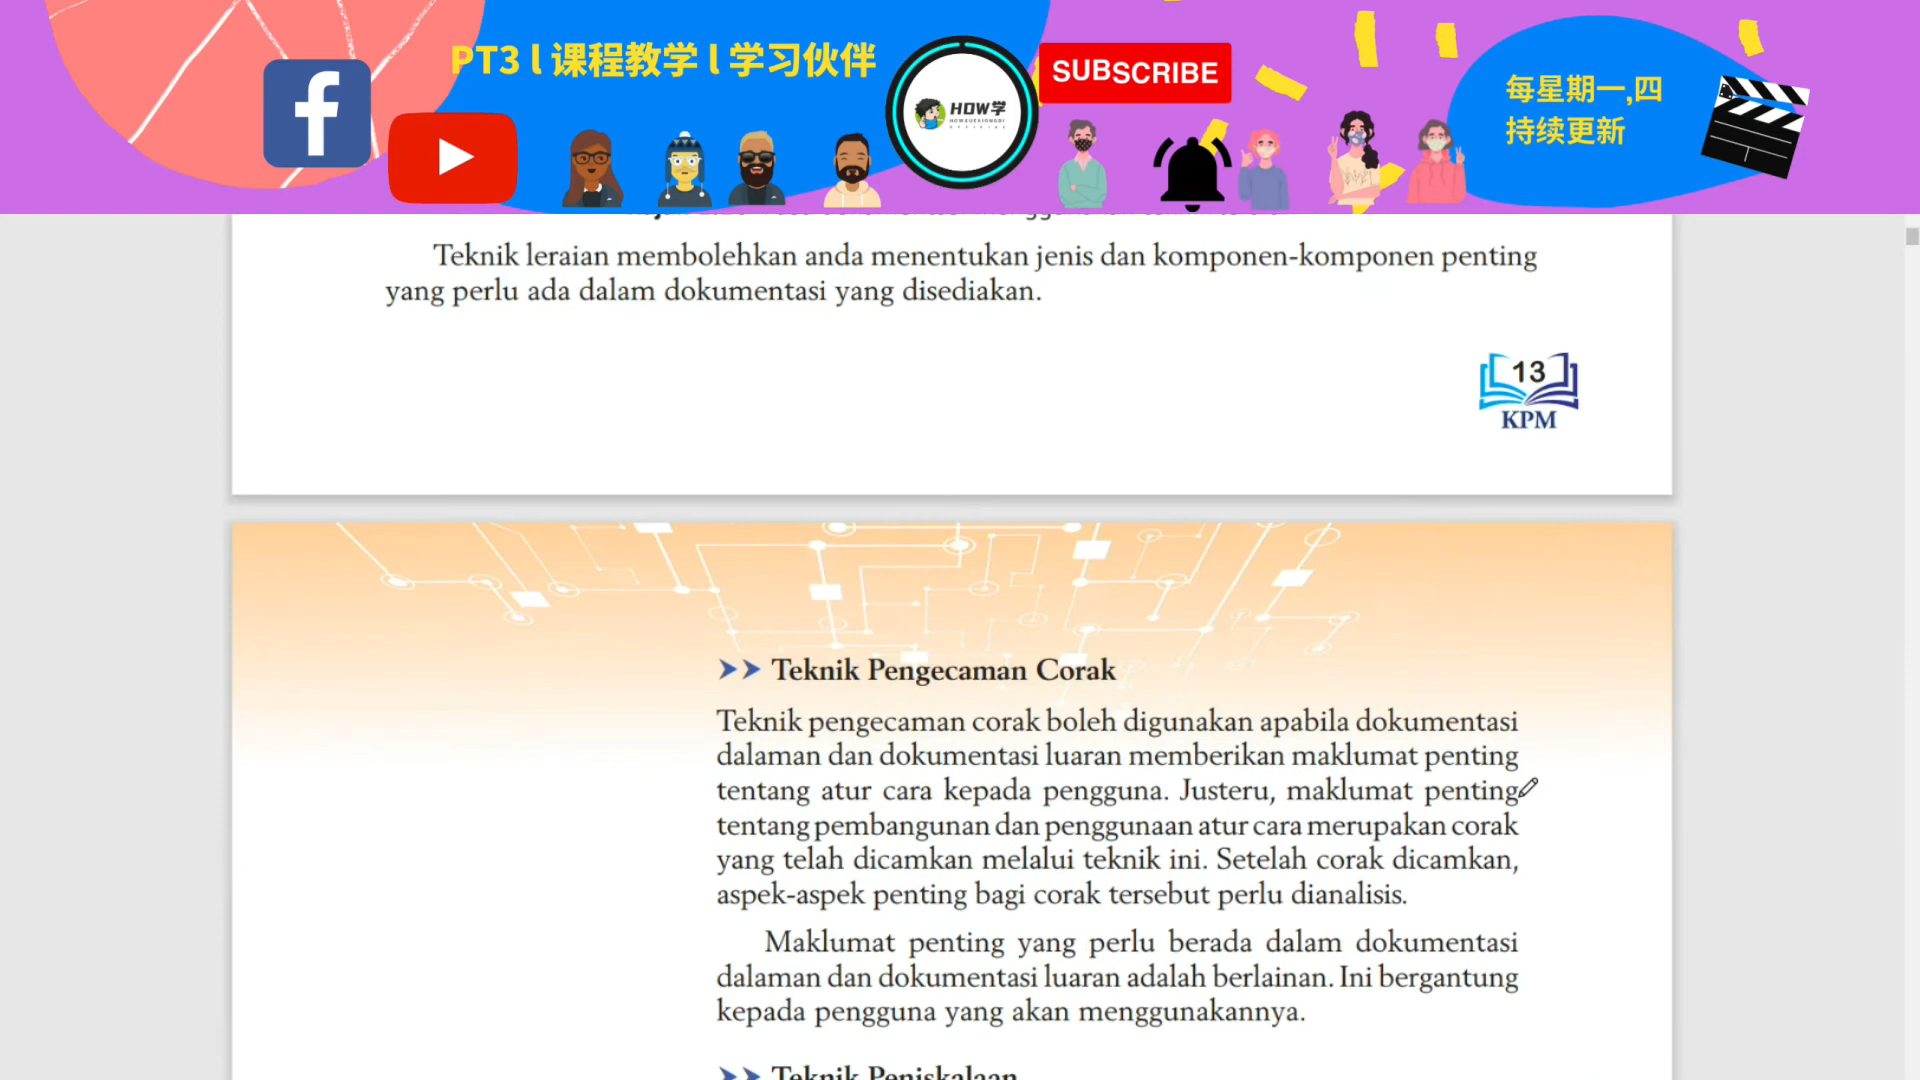 PT3 l 课程教学 l 学习伙伴
HOW学
SUBSCRIBE
每星期一,四
持续更新
Teknik leraian membolehkan anda menentukan jenis dan komponen-komponen penting
yang perlu ada dalam dokumentasi yang disediakan.
13
KPM
Teknik Pengecaman Corak
Teknik pengecaman corak boleh digunakan apabila dokumentasi
dalaman dan dokumentasi luaran memberikan maklumat penting
tentang atur cara kepada pengguna. Justeru, maklumat penting
tentang pembangunan dan penggunaan atur cara merupakan corak
yang telah dicamkan melalui teknik ini. Setelah corak dicamkan,
aspek-aspek penting bagi corak tersebut perlu dianalisis.
Maklumat penting yang perlu berada dalam dokumentasi
dalaman dan dokumentasi luaran adalah berlainan. Ini bergantung
kepada pengguna yang akan menggunakannya.
Teknik Peniskalaan